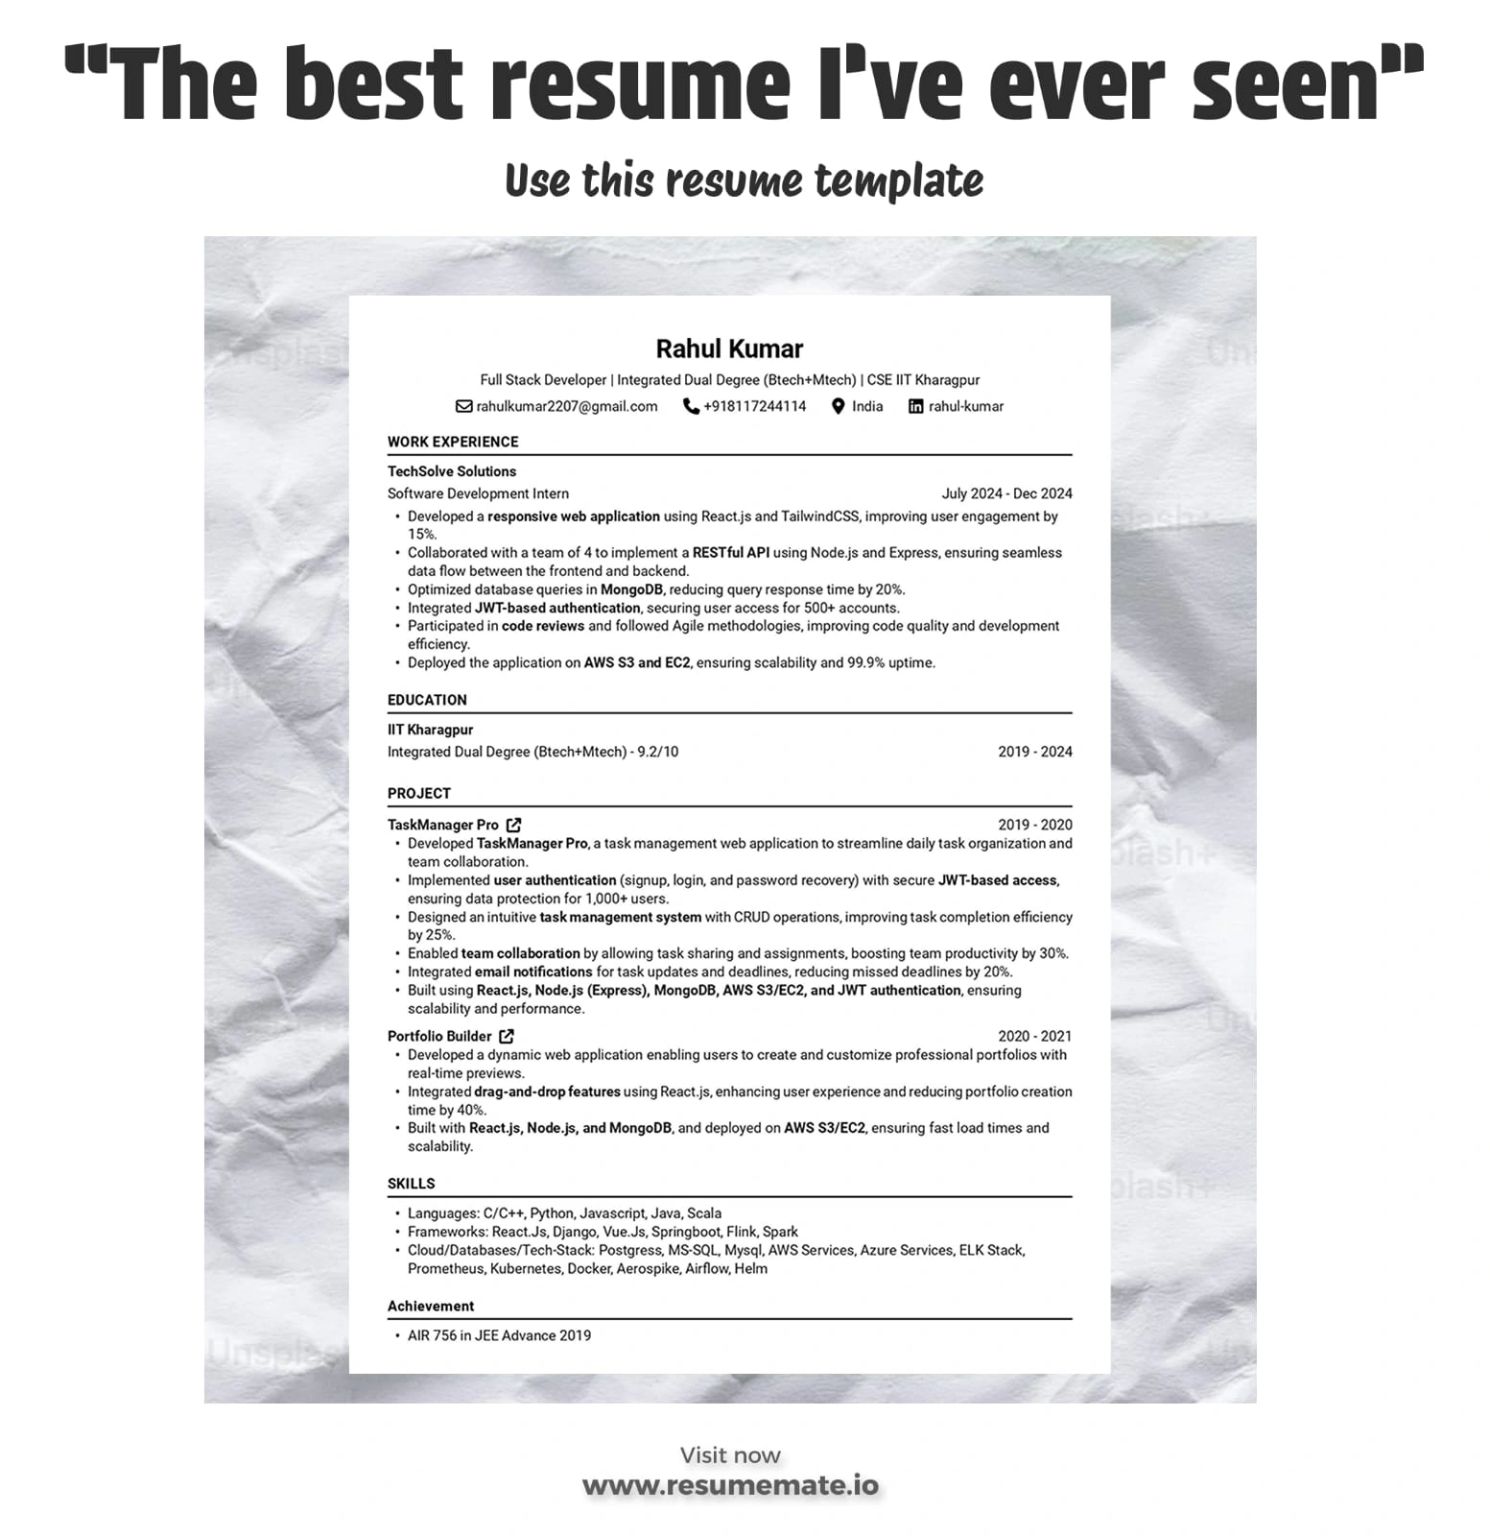 “The best resume I’ve ever seen”
Use this resume template
Rahul Kumar
Full Stack Developer | Integrated Dual Degree (Btech+Mtech) | CSE IIT Kharagpur
rahulkumar2207@gmail.com +918117244114 India rahul-kumar
WORK EXPERIENCE
TechSolve Solutions
Software Development Intern July 2024 - Dec 2024
• Developed a responsive web application using React.js and TailwindCSS, improving user engagement by
15%.
• Collaborated with a team of 4 to implement a RESTful API using Node.js and Express, ensuring seamless
data flow between the frontend and backend.
• Optimized database queries in MongoDB, reducing query response time by 20%.
• Integrated JWT-based authentication, securing user access for 500+ accounts.
• Participated in code reviews and followed Agile methodologies, improving code quality and development
efficiency.
• Deployed the application on AWS S3 and EC2, ensuring scalability and 99.9% uptime.
EDUCATION
IIT Kharagpur
Integrated Dual Degree (Btech+Mtech) - 9.2/10 2019 - 2024
PROJECT
TaskManager Pro 2019 - 2020
• Developed TaskManager Pro, a task management web application to streamline daily task organization and
team collaboration.
• Implemented user authentication (signup, login, and password recovery) with secure JWT-based access,
ensuring data protection for 1,000+ users.
• Designed an intuitive task management system with CRUD operations, improving task completion efficiency
by 25%.
• Enabled team collaboration by allowing task sharing and assignments, boosting team productivity by 30%.
• Integrated email notifications for task updates and deadlines, reducing missed deadlines by 20%.
• Built using React.js, Node.js (Express), MongoDB, AWS S3/EC2, and JWT authentication, ensuring
scalability and performance.
Portfolio Builder 2020 - 2021
• Developed a dynamic web application enabling users to create and customize professional portfolios with
real-time previews.
• Integrated drag-and-drop features using React.js, enhancing user experience and reducing portfolio creation
time by 40%.
• Built with React.js, Node.js, and MongoDB, and deployed on AWS S3/EC2, ensuring fast load times and
scalability.
SKILLS
• Languages: C/C++, Python, Javascript, Java, Scala
• Frameworks: React.Js, Django, Vue.Js, Springboot, Flink, Spark
• Cloud/Databases/Tech-Stack: Postgress, MS-SQL, Mysql, AWS Services, Azure Services, ELK Stack,
Prometheus, Kubernetes, Docker, Aerospike, Airflow, Helm
Achievement
• AIR 756 in JEE Advance 2019
Visit now
www.resumemate.io